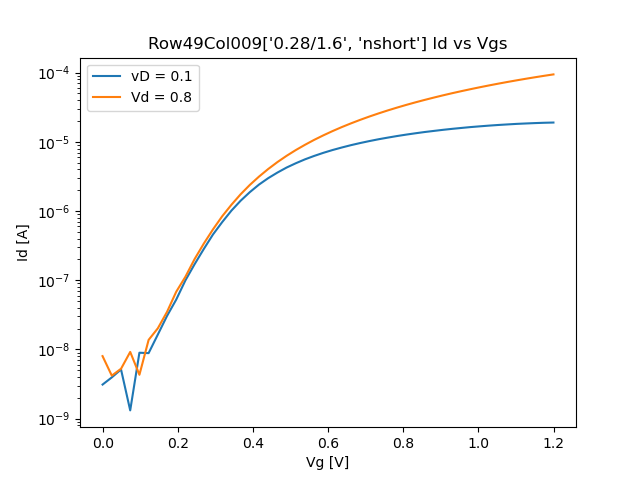 Row49Col009['0.28/1.6', 'nshort'] Id vs Vgs
vD = 0.1
Vd = 0.8
10⁻⁴
10⁻⁵
10⁻⁶
10⁻⁷
10⁻⁸
10⁻⁹
Id [A]
0.0 0.2 0.4 0.6 0.8 1.0 1.2
Vg [V]